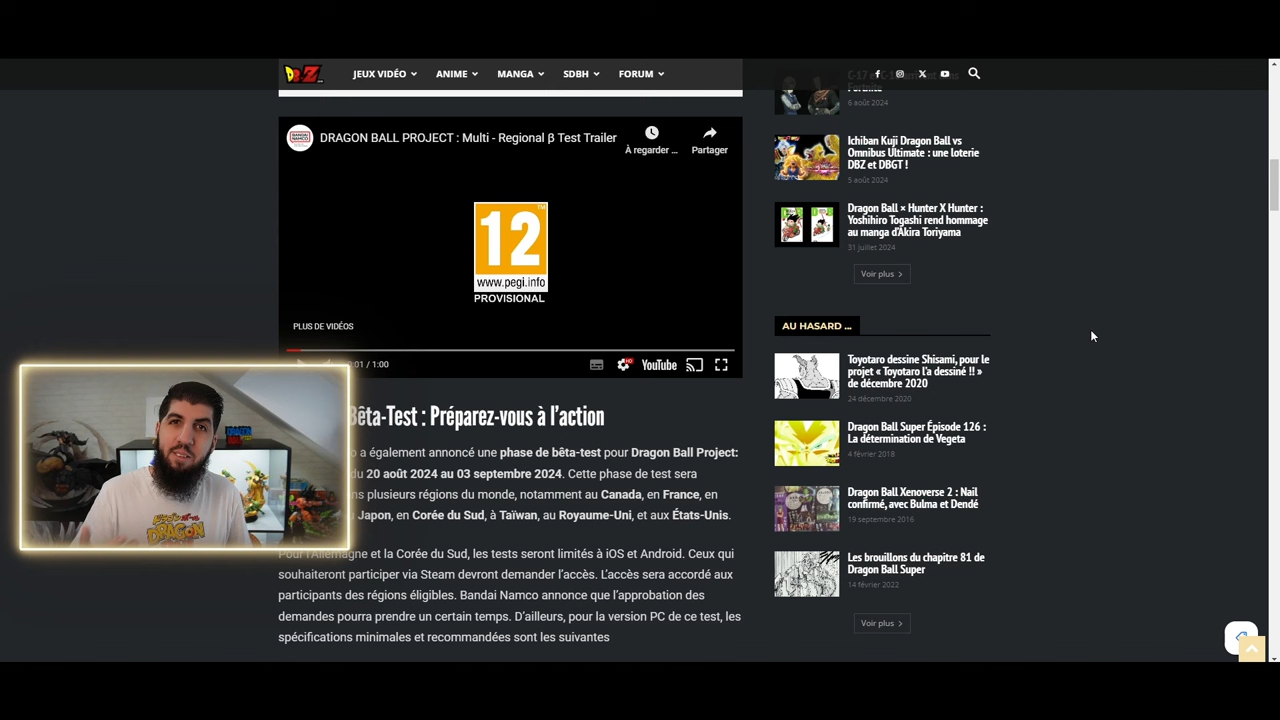 JEUX VIDÉO
ANIME
MANGA
SDBH
FORUM
DRAGON BALL PROJECT : Multi - Regional β Test Trailer
À regarder ...
Partager
12
www.pegi.info
PROVISIONAL
PLUS DE VIDÉOS
0:01 / 1:00
YouTube
Bêta-Test : Préparez-vous à l’action
a également annoncé une phase de bêta-test pour Dragon Ball Project:
du 20 août 2024 au 03 septembre 2024. Cette phase de test sera
plusieurs régions du monde, notamment au Canada, en France, en
Japon, en Corée du Sud, à Taïwan, au Royaume-Uni, et aux États-Unis.
Pour l’Allemagne et la Corée du Sud, les tests seront limités à iOS et Android. Ceux qui
souhaiteront participer via Steam devront demander l’accès. L’accès sera accordé aux
participants des régions éligibles. Bandai Namco annonce que l’approbation des
demandes pourra prendre un certain temps. D’ailleurs, pour la version PC de ce test, les
spécifications minimales et recommandées sont les suivantes
6 août 2024
Ichiban Kuji Dragon Ball vs
Omnibus Ultimate : une loterie
DBZ et DBGT !
5 août 2024
Dragon Ball × Hunter X Hunter :
Yoshihiro Togashi rend hommage
au manga d’Akira Toriyama
31 juillet 2024
Voir plus
AU HASARD ...
Toyotaro dessine Shisami, pour le
projet « Toyotaro l’a dessiné !! »
de décembre 2020
24 décembre 2020
Dragon Ball Super Épisode 126 :
La détermination de Vegeta
4 février 2018
Dragon Ball Xenoverse 2 : Nail
confirmé, avec Bulma et Dendé
19 septembre 2016
Les brouillons du chapitre 81 de
Dragon Ball Super
14 février 2022
Voir plus
DRAGON